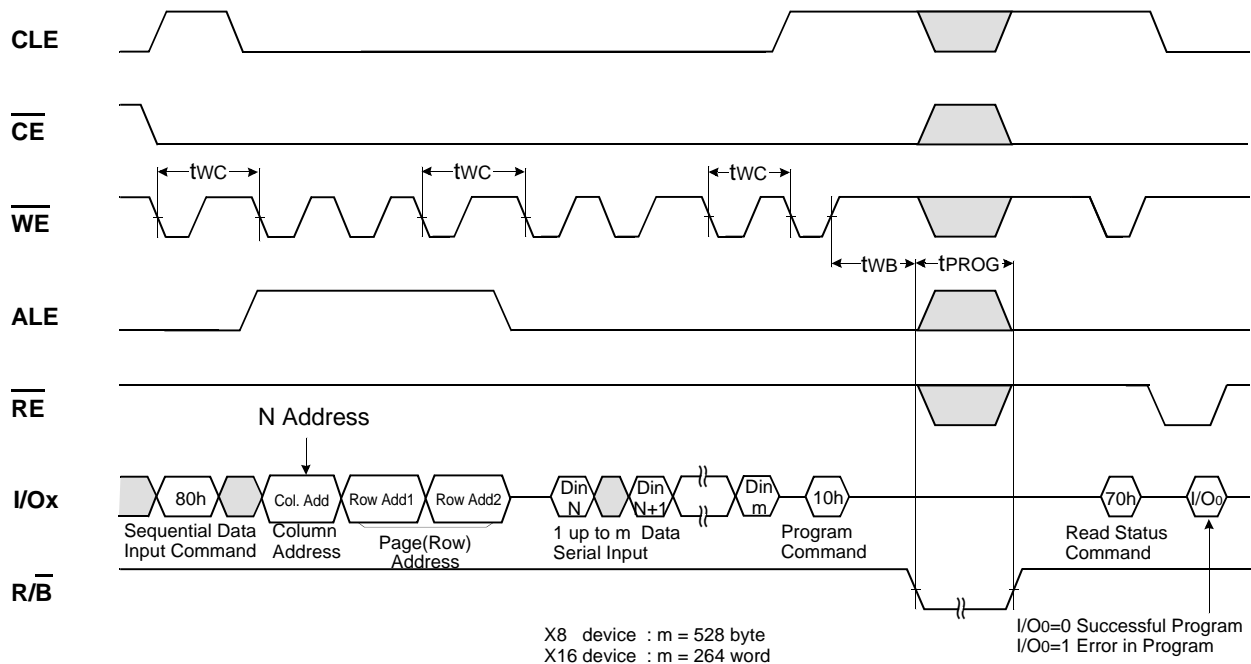 CLE
CE
tWC
tWC
tWC
WE
tWB
tPROG
ALE
RE
N Address
I/Ox
80h
Col. Add
Row Add1
Row Add2
Din
N
Din
N+1
Din
m
10h
70h
I/O0
Sequential Data
Input Command
Column
Address
Page(Row)
Address
1 up to m Data
Serial Input
Program
Command
Read Status
Command
R/B
X8 device : m = 528 byte
X16 device : m = 264 word
I/O0=0 Successful Program
I/O0=1 Error in Program